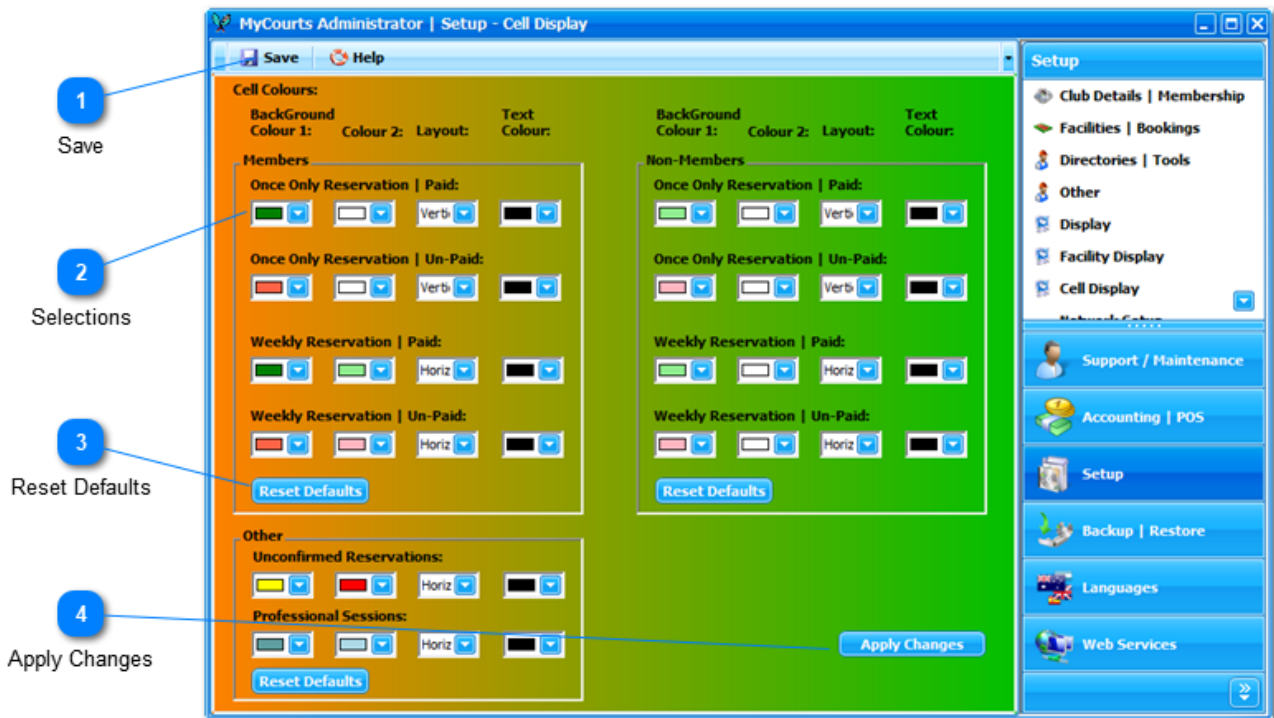 MyCourts Administrator | Setup - Cell Display
Save Help
1
Save
Cell Colours:
BackGround Colour 1: Colour 2: Layout: Text Colour:
BackGround Colour 1: Colour 2: Layout: Text Colour:
Members
Once Only Reservation | Paid:
Verti
2
Selections
Once Only Reservation | Un-Paid:
Verti
Weekly Reservation | Paid:
Horiz
Weekly Reservation | Un-Paid:
Horiz
3
Reset Defaults
Reset Defaults
Non-Members
Once Only Reservation | Paid:
Verti
Once Only Reservation | Un-Paid:
Verti
Weekly Reservation | Paid:
Horiz
Weekly Reservation | Un-Paid:
Horiz
Reset Defaults
Other
Unconfirmed Reservations:
Horiz
Professional Sessions:
Horiz
Reset Defaults
4
Apply Changes
Apply Changes
Setup
Club Details | Membership
Facilities | Bookings
Directories | Tools
Other
Display
Facility Display
Cell Display
Network Setup
Support / Maintenance
Accounting | POS
Setup
Backup | Restore
Languages
Web Services